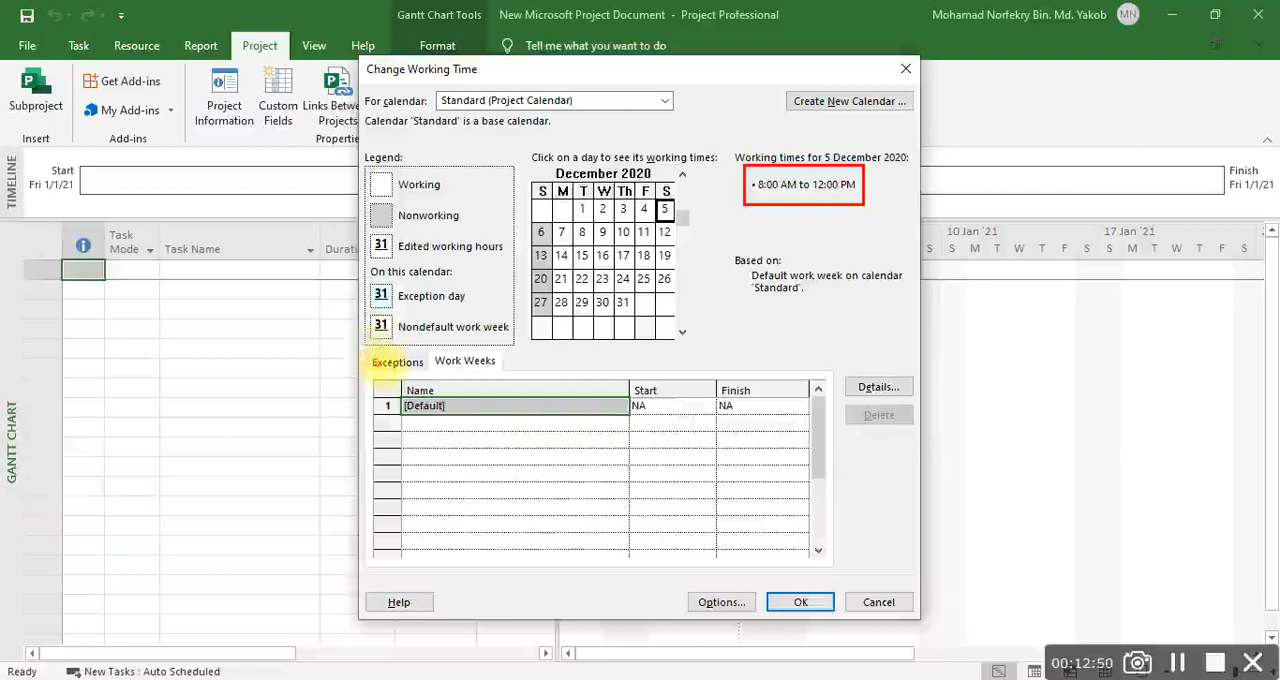 Gantt Chart Tools
New Microsoft Project Document - Project Professional
Mohamad Norfekry Bin. Md. Yakob
MN
File Task Resource Report Project View Help Format Tell me what you want to do
Subproject
Insert
Get Add-ins
My Add-ins
Add-ins
Project Information
Custom Fields
Links Betwe Projects
Properti
TIMELINE
Start
Fri 1/1/21
Finish
Fri 1/1/21
GANTT CHART
Task Mode
Task Name
Duratio
10 Jan '21
17 Jan '21
S M T W T F S S M T W T F S
Change Working Time
For calendar: Standard (Project Calendar)
Create New Calendar ...
Calendar 'Standard' is a base calendar.
Legend:
Working
Nonworking
31 Edited working hours
On this calendar:
31 Exception day
31 Nondefault work week
Click on a day to see its working times:
December 2020
S M T W Th F S
1 2 3 4 5
6 7 8 9 10 11 12
13 14 15 16 17 18 19
20 21 22 23 24 25 26
27 28 29 30 31
Working times for 5 December 2020:
• 8:00 AM to 12:00 PM
Based on:
Default work week on calendar
'Standard'.
Exceptions Work Weeks
Name Start Finish
1 [Default] NA NA
Details...
Delete
Help
Options...
OK
Cancel
Ready
New Tasks : Auto Scheduled
00:12:50